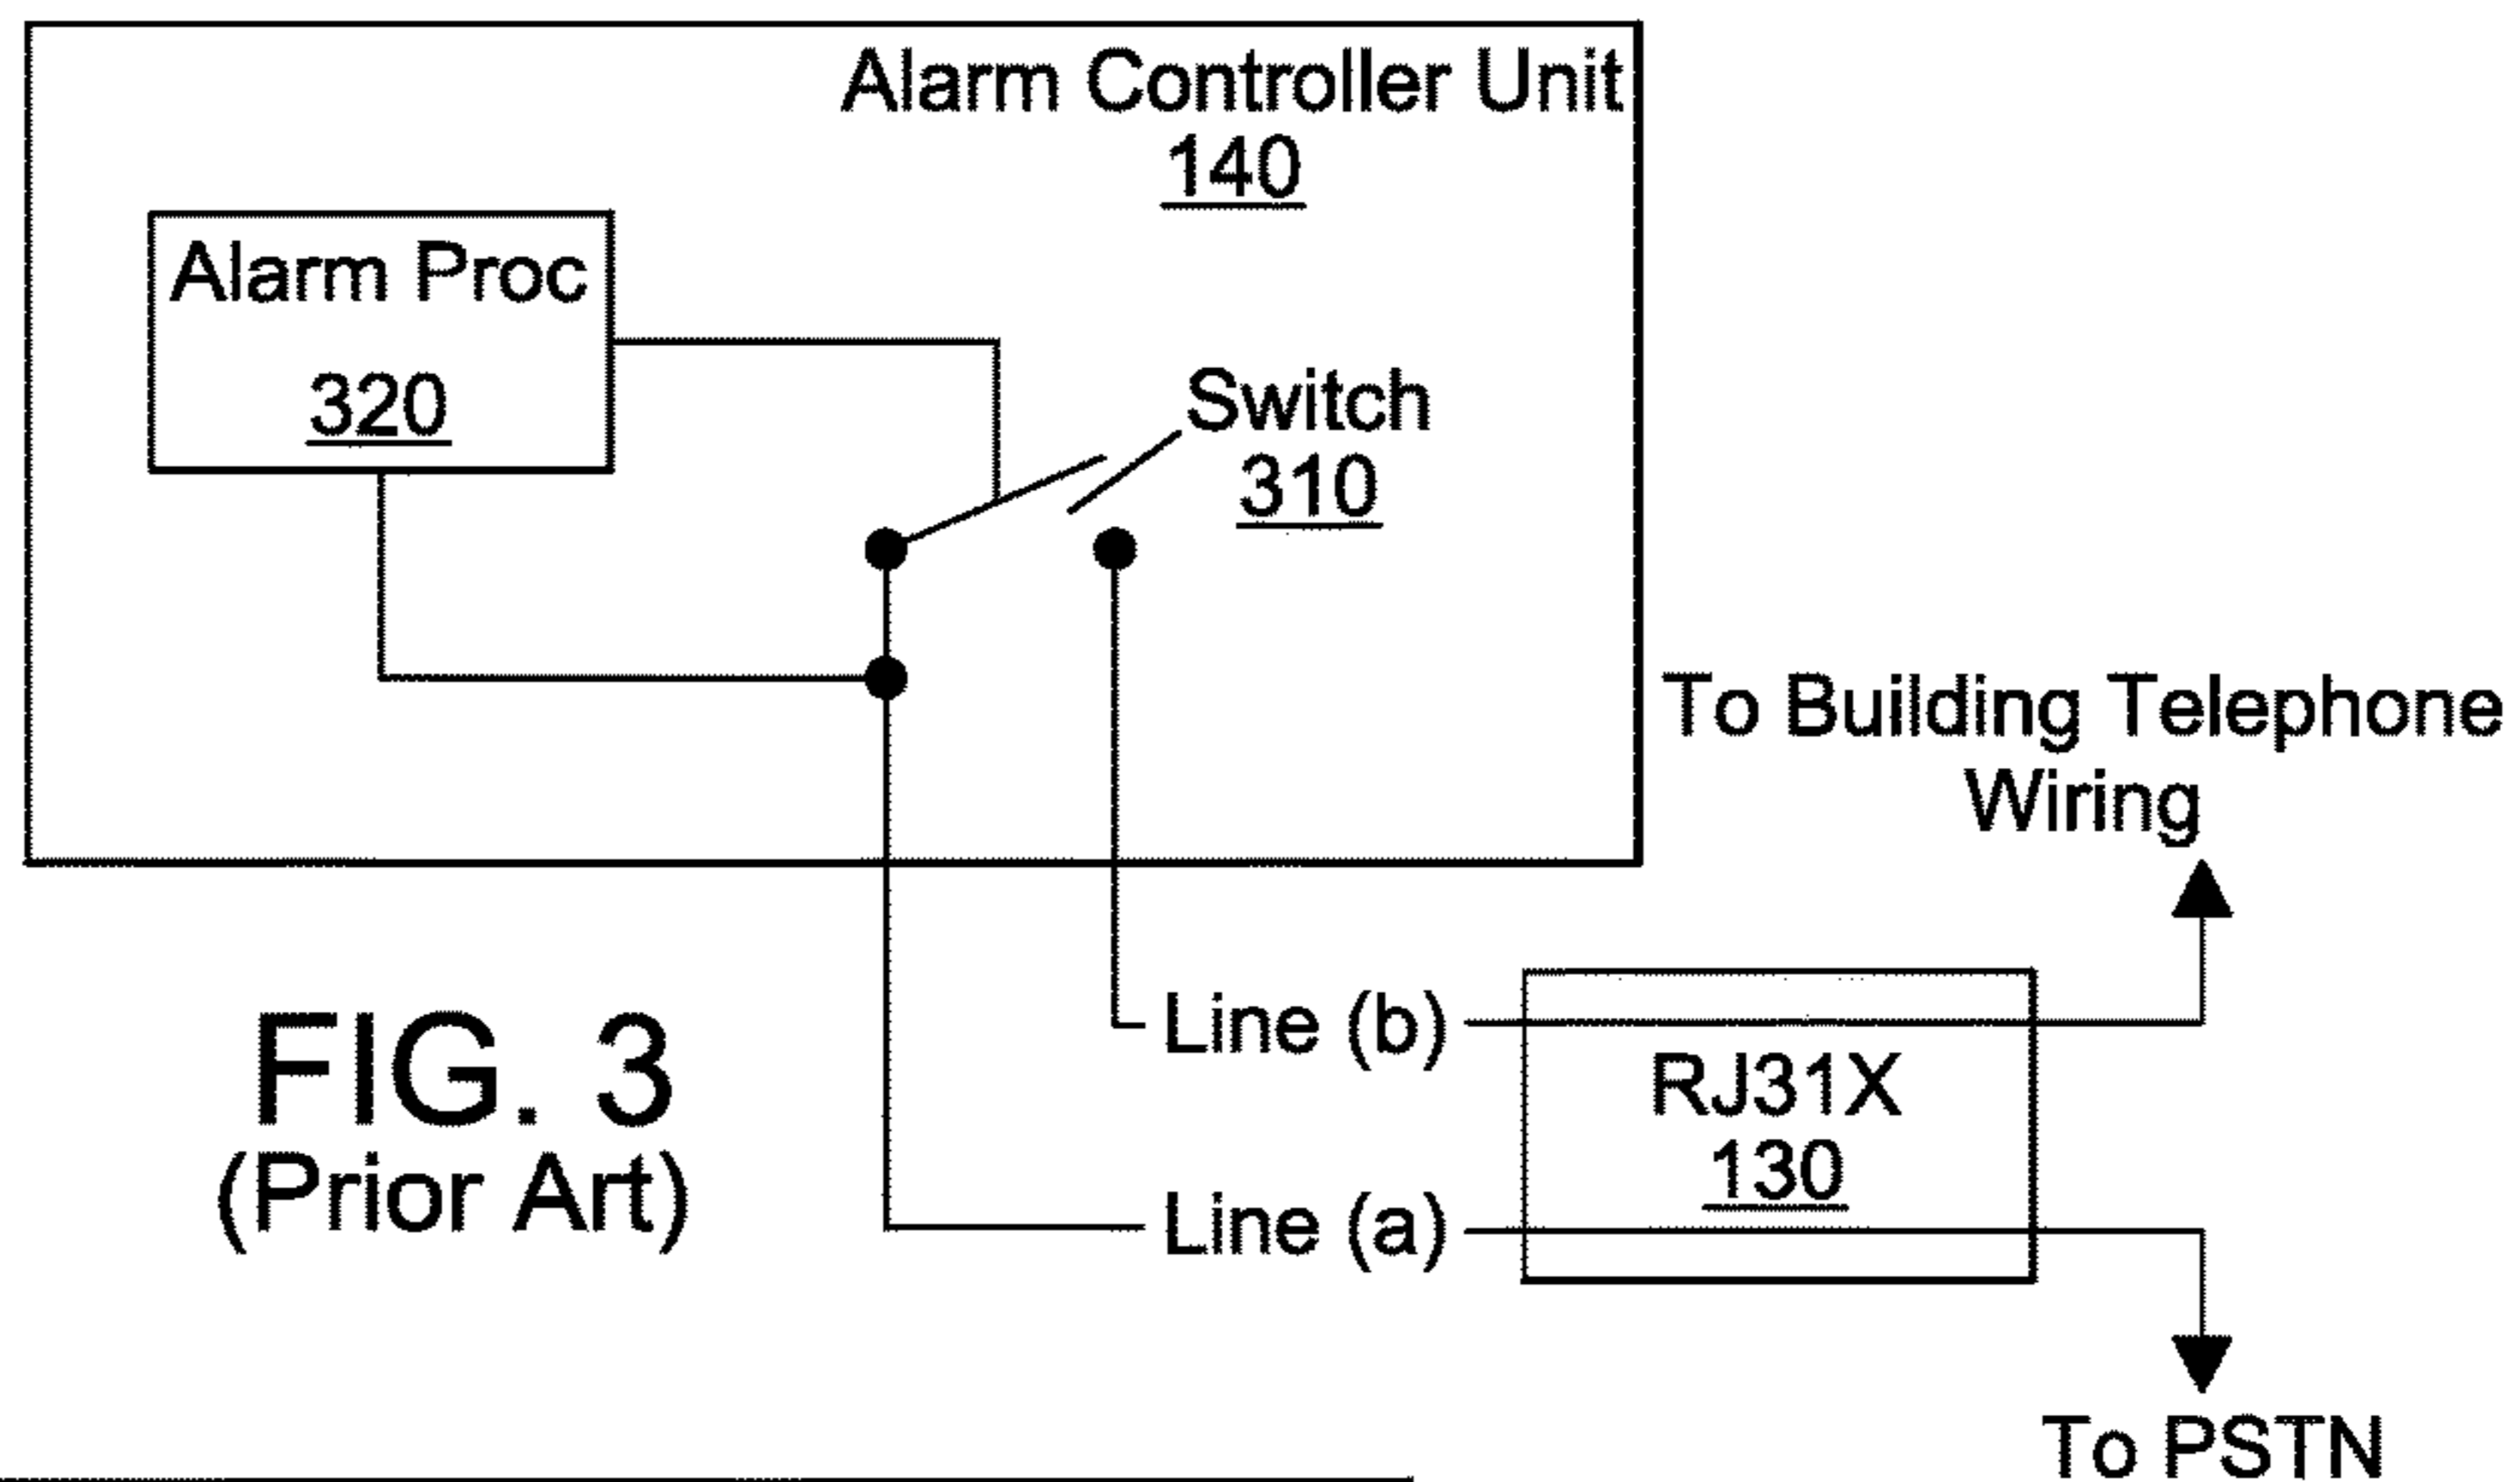 Alarm Controller Unit
140
Alarm Proc
320
Switch
310
To Building Telephone
Wiring
Line (b)
RJ31X
130
Line (a)
To PSTN
FIG. 3
(Prior Art)